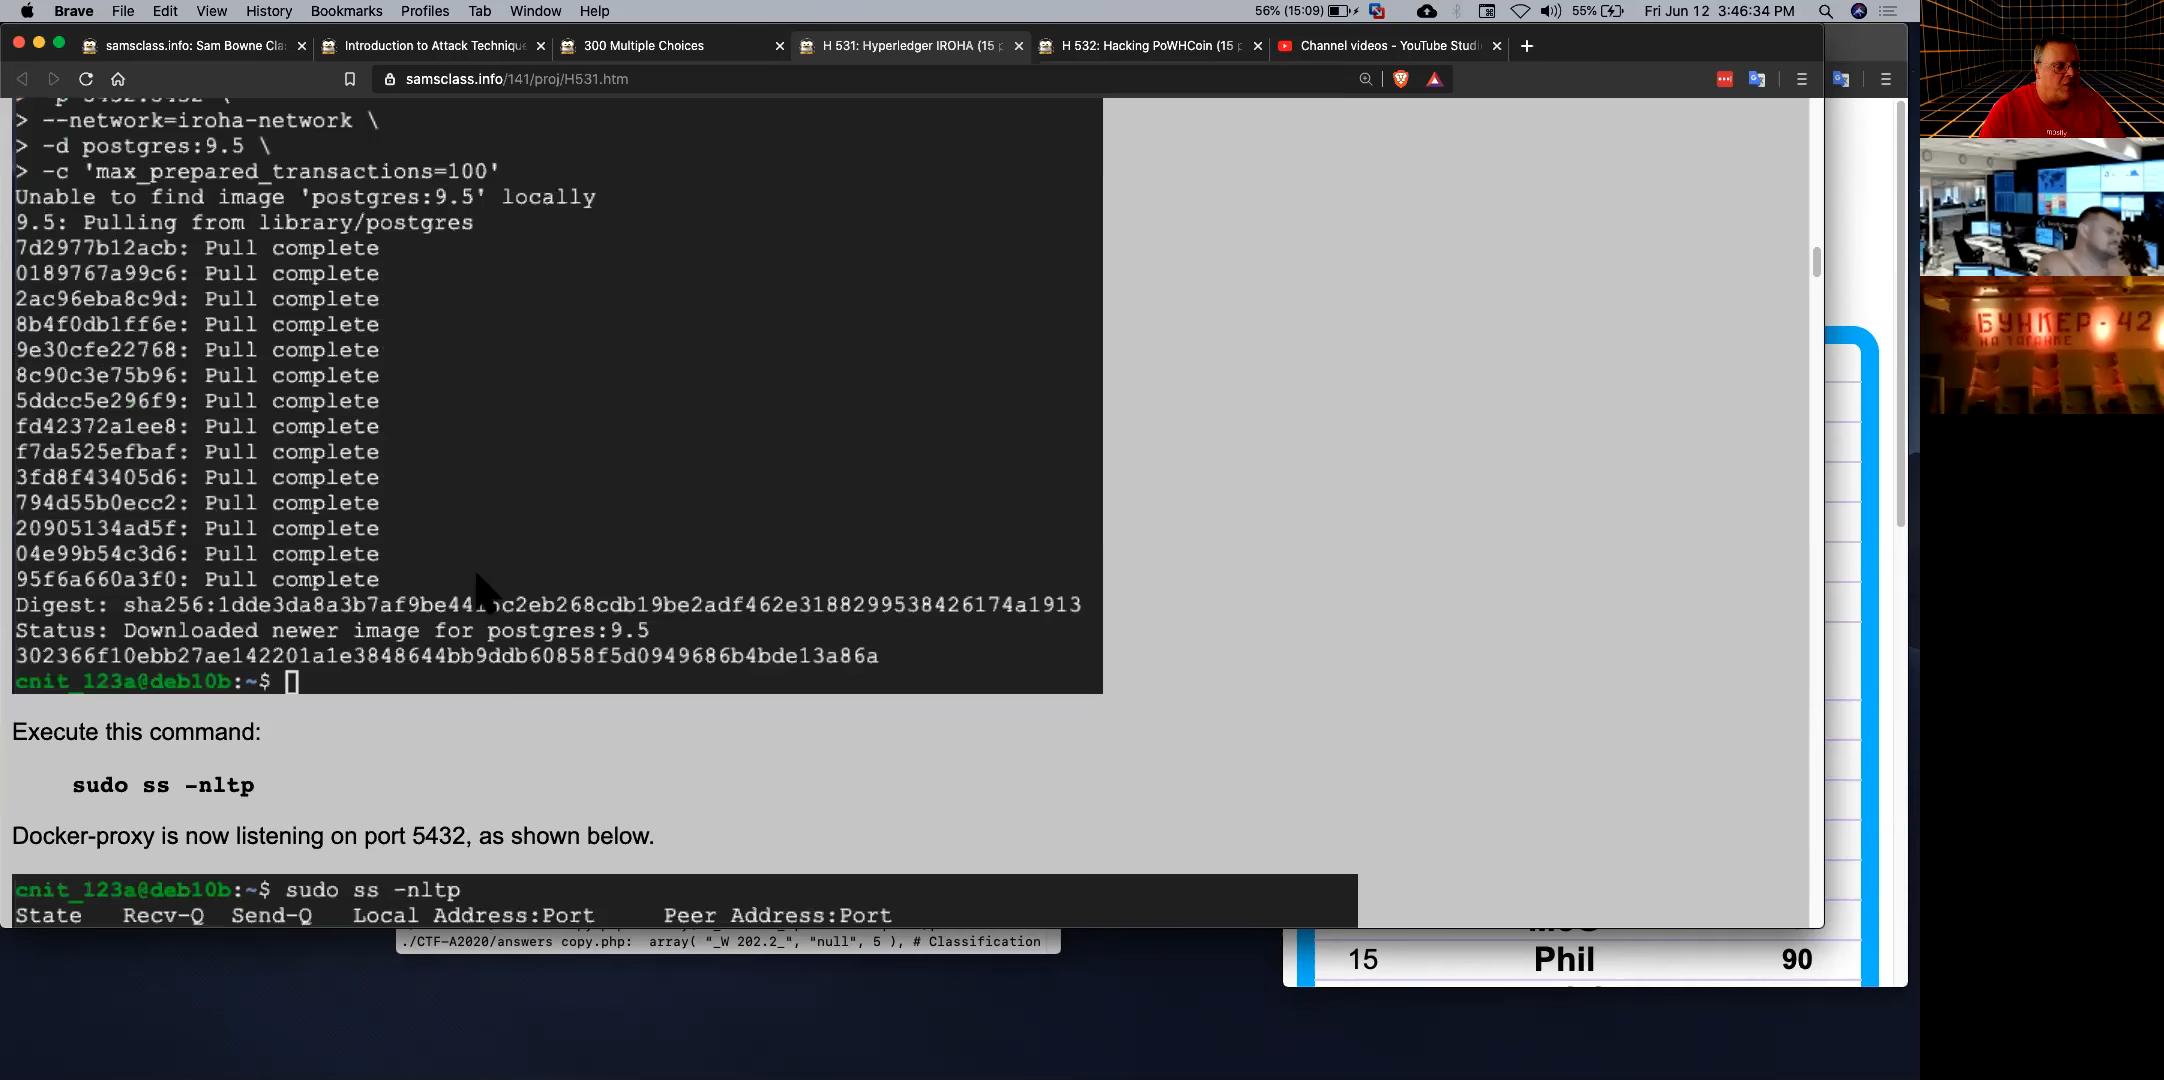 Brave File Edit View History Bookmarks Profiles Tab Window Help 56% (15:09) 55% Fri Jun 12 3:46:34 PM
samsclass.info: Sam Bowne Cla Introduction to Attack Technique 300 Multiple Choices H 531: Hyperledger IROHA (15 p H 532: Hacking PoWHCoin (15 p Channel videos - YouTube Studi
samsclass.info/141/proj/H531.htm
> -p 5432:5432 \
> --network=iroha-network \
> -d postgres:9.5 \
> -c 'max_prepared_transactions=100'
Unable to find image 'postgres:9.5' locally
9.5: Pulling from library/postgres
7d2977b12acb: Pull complete
0189767a99c6: Pull complete
2ac96eba8c9d: Pull complete
8b4f0db1ff6e: Pull complete
9e30cfe22768: Pull complete
8c90c3e75b96: Pull complete
5ddcc5e296f9: Pull complete
fd42372a1ee8: Pull complete
f7da525efbaf: Pull complete
3fd8f43405d6: Pull complete
794d55b0ecc2: Pull complete
20905134ad5f: Pull complete
04e99b54c3d6: Pull complete
95f6a660a3f0: Pull complete
Digest:
Status: Downloaded newer image for postgres:9.5
302366f10ebb27ae142201a1e3848644bb9ddb60858f5d0949686b4bde13a86a
cnit_123a@deb10b:~$
Execute this command:
sudo ss -nltp
Docker-proxy is now listening on port 5432, as shown below.
cnit_123a@deb10b:~$ sudo ss -nltp
State Recv-Q Send-Q Local Address:Port Peer Address:Port
./CTF-A2020/answers copy.php: array( "_W 202.2_", "null", 5 ), # Classification
15 Phil 90
mostly
БУНКЕР-42
НА ТАГАНКЕ